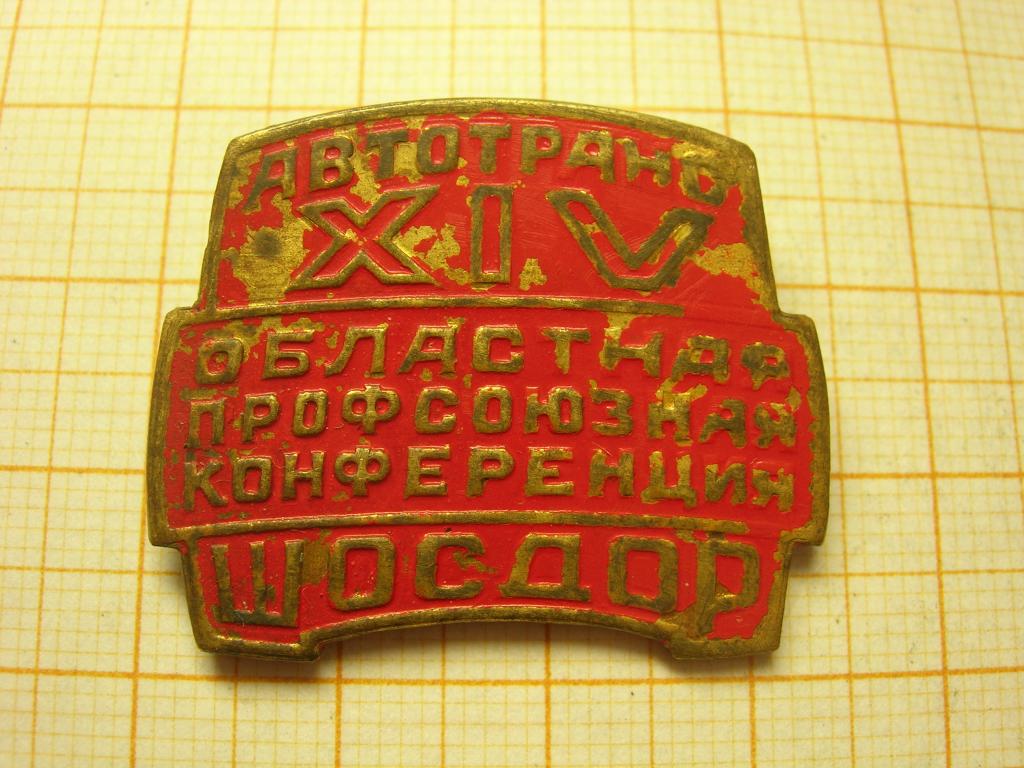 АВТОТРАНС
XIV
ОБЛАСТНАЯ
ПРОФСОЮЗНАЯ
КОНФЕРЕНЦИЯ
ШОСДОР